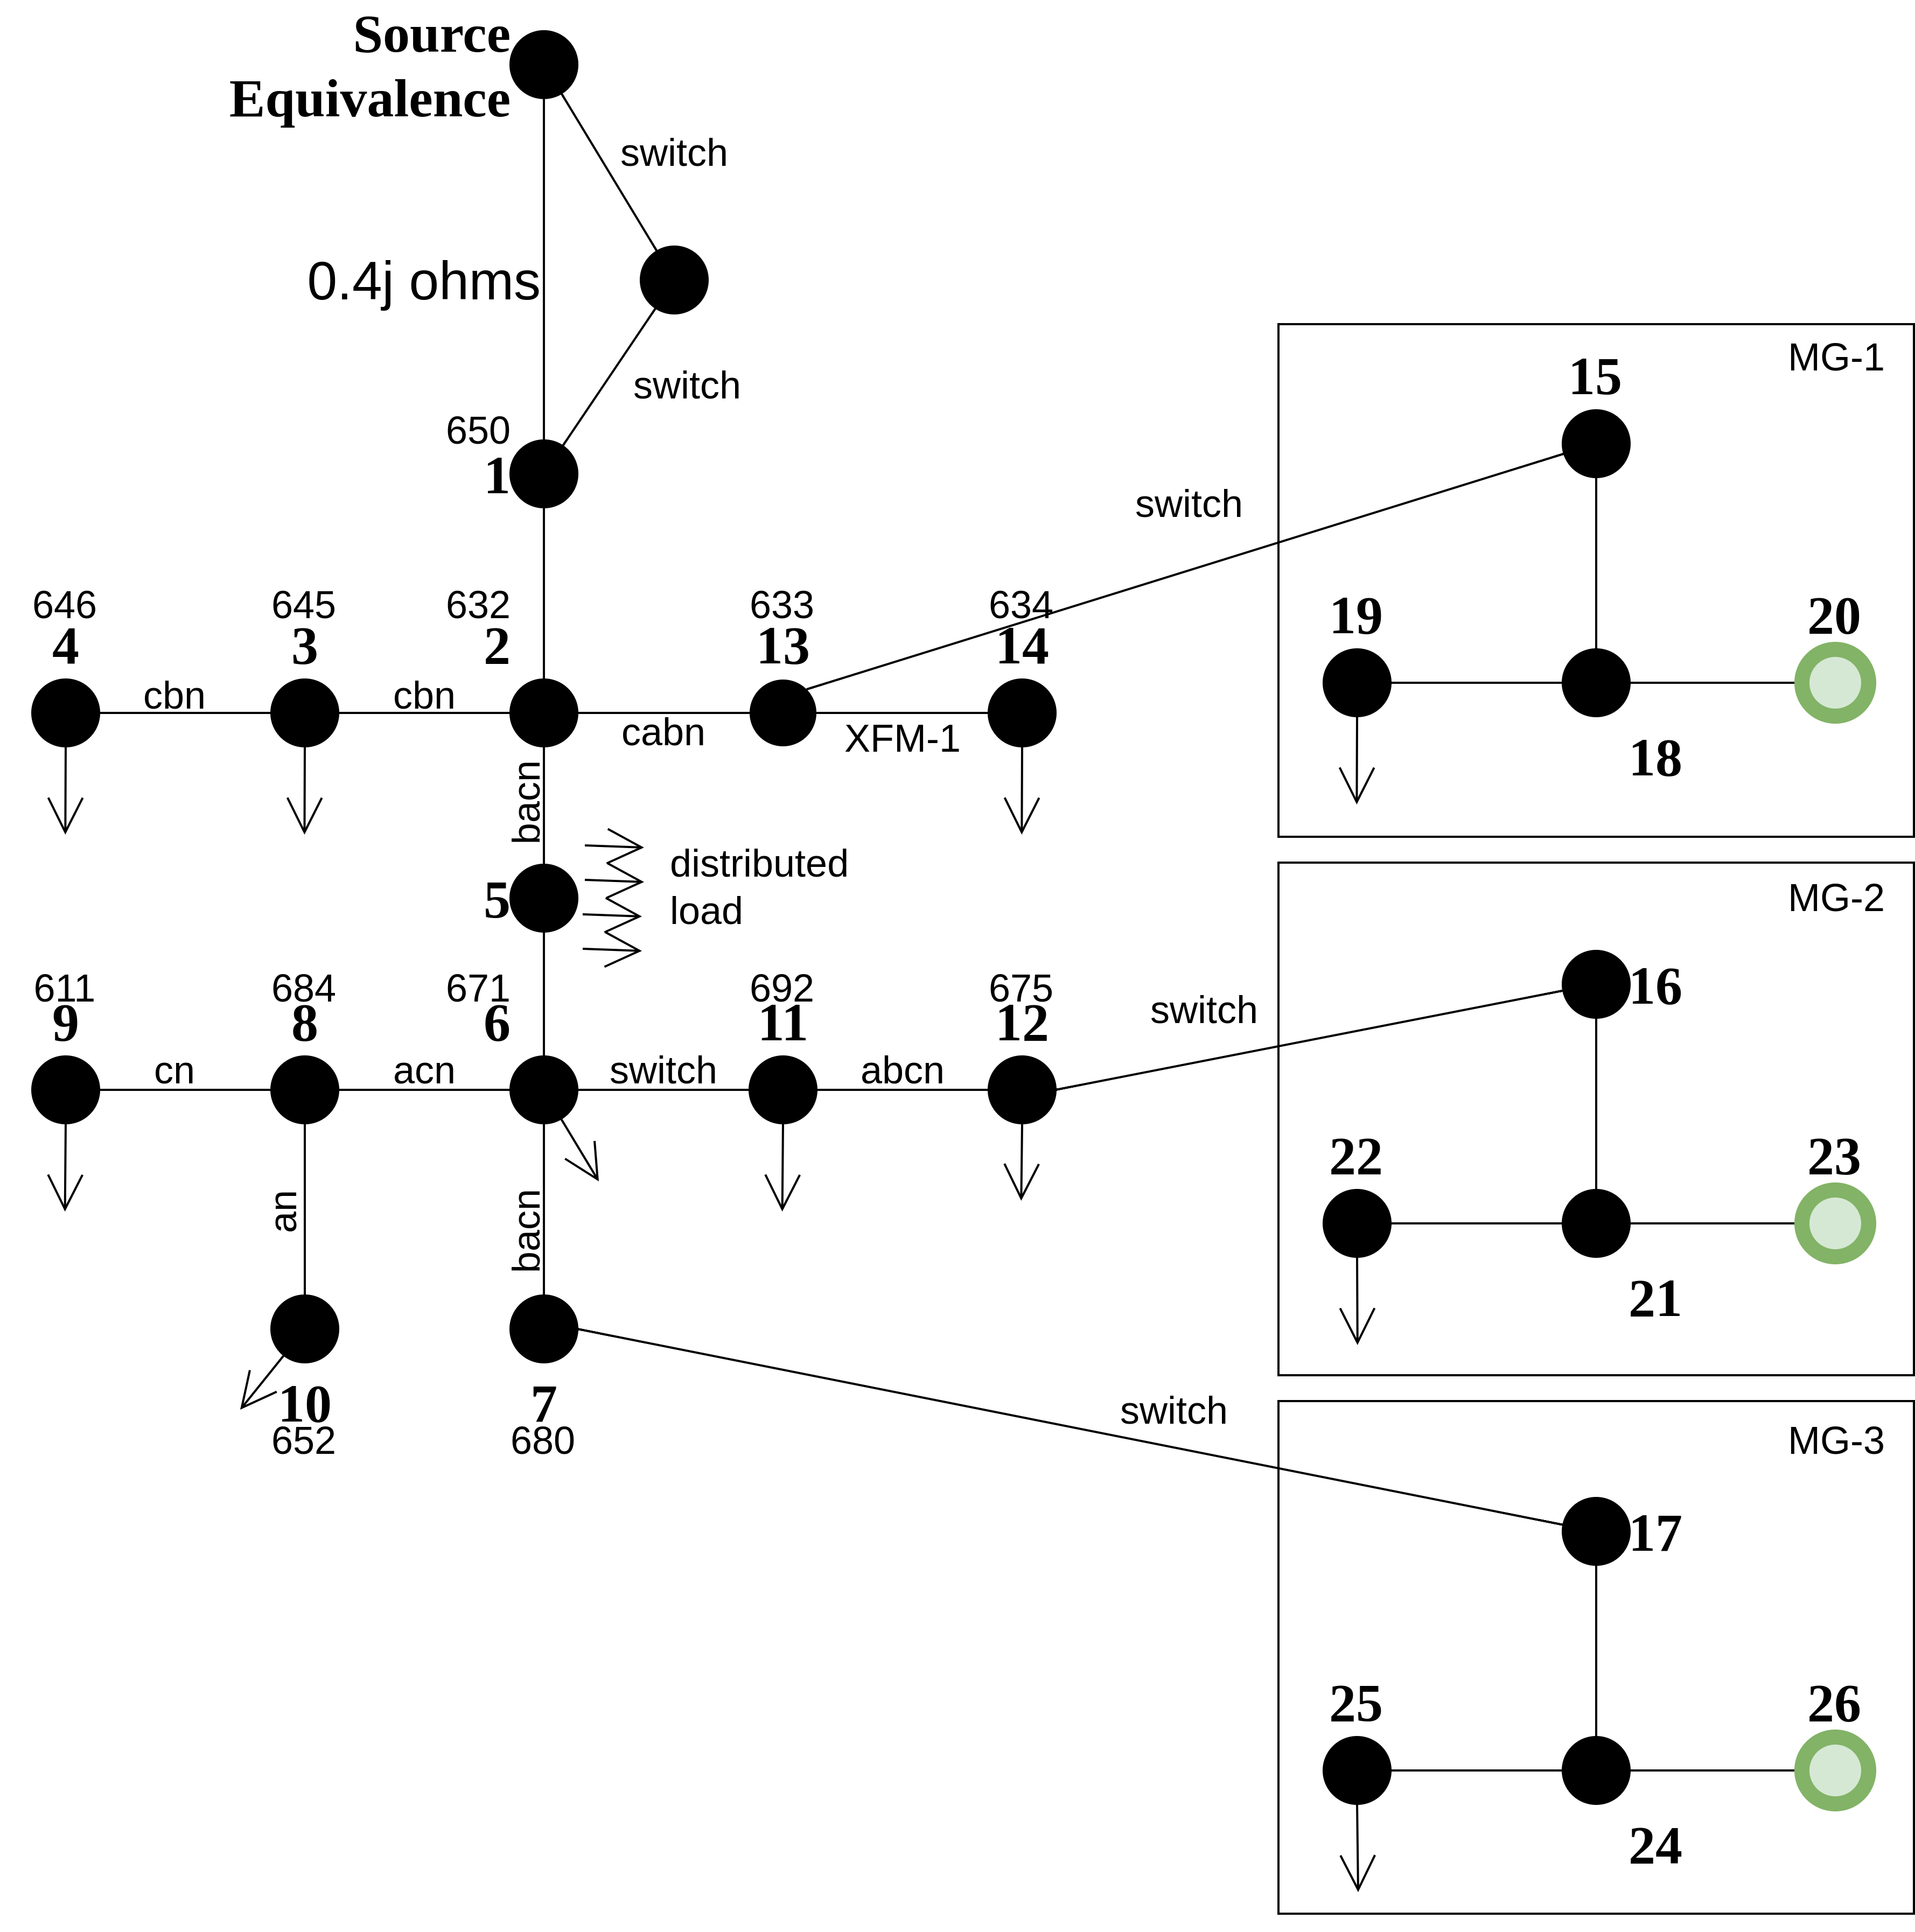 Source
Equivalence
switch
0.4j ohms
switch
650
1
MG-1
15
switch
646
4
645
3
632
2
633
13
634
14
19
20
18
cbn
cbn
cabn
XFM-1
bacn
5
distributed
load
MG-2
611
9
684
8
671
6
692
11
675
12
switch
16
cn
acn
switch
abcn
22
23
21
an
bacn
10
652
7
680
switch
MG-3
17
25
26
24